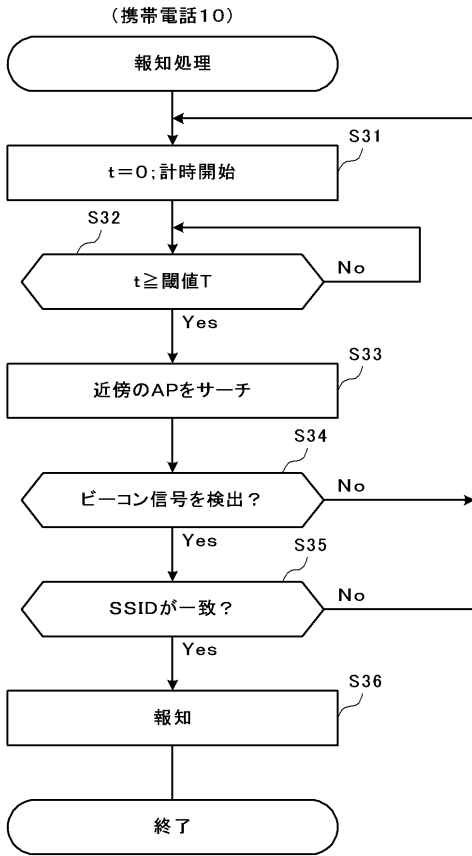 （携帯電話１０）
報知処理
S31
t＝0;計時開始
S32
t≧閾値T
No
Yes
S33
近傍のAPをサーチ
S34
ビーコン信号を検出？
No
Yes
S35
SSIDが一致？
No
Yes
S36
報知
終了